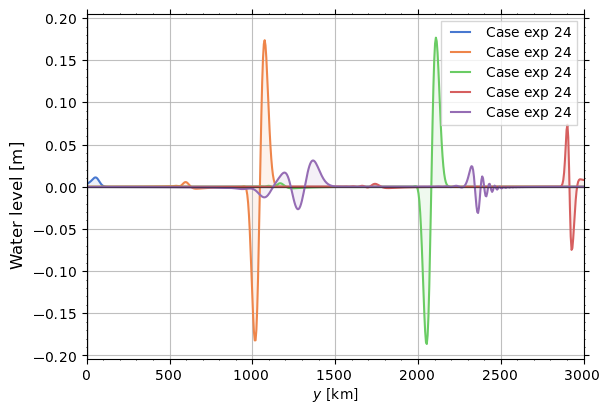 0.20
0.15
0.10
0.05
0.00
−0.05
−0.10
−0.15
−0.20
Water level [m]
0
500
1000
1500
2000
2500
3000
y [km]
Case exp 24
Case exp 24
Case exp 24
Case exp 24
Case exp 24